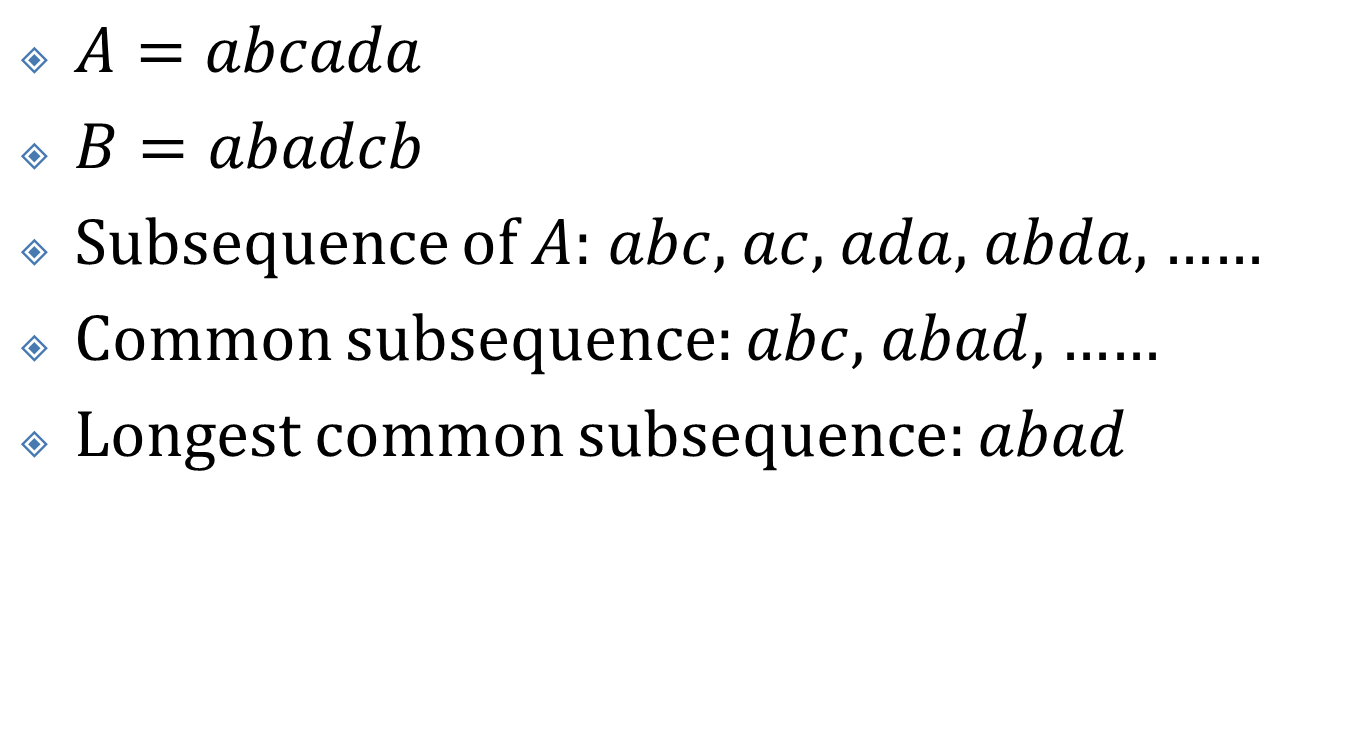 A = abcada
B = abadcb
Subsequence of A: abc, ac, ada, abda, ……
Common subsequence: abc, abad, ……
Longest common subsequence: abad